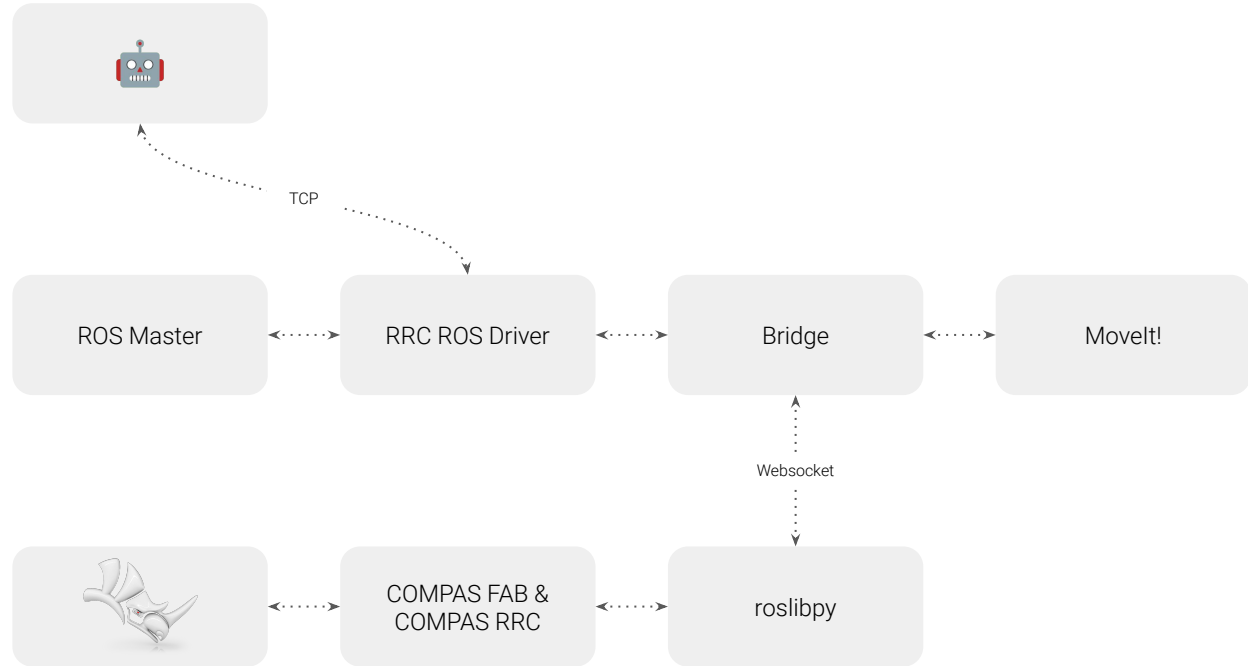 TCP
ROS Master
RRC ROS Driver
Bridge
MoveIt!
Websocket
COMPAS FAB &
COMPAS RRC
roslibpy